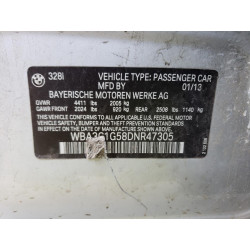 328i
VEHICLE TYPE: PASSENGER CAR
MFD BY: 01/13
BAYERISCHE MOTOREN WERKE AG
GVWR 4411 lbs 2005 kg
GAWR FRONT 2024 lbs 920 kg GAWR REAR 2508 lbs 1140 kg
THIS VEHICLE CONFORMS TO ALL APPLICABLE U.S.
FEDERAL MOTOR VEHICLE SAFETY, BUMPER, AND
THEFT PREVENTION STANDARDS IN EFFECT ON THE
DATE OF MANUFACTURE SHOWN ABOVE.
G58DNR47305